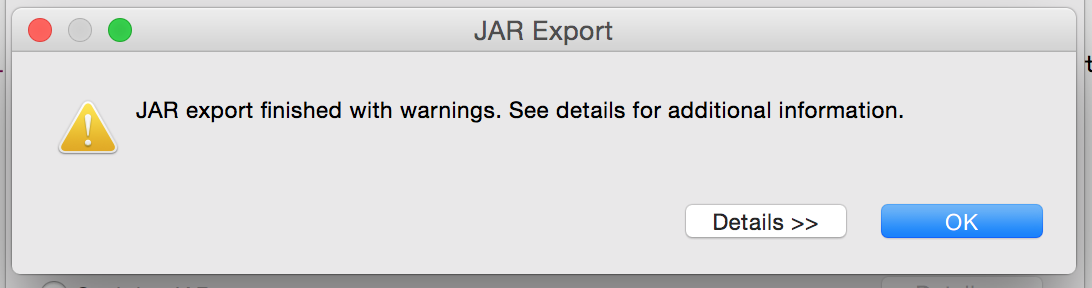 JAR Export
JAR export finished with warnings. See details for additional information.
Details >>
OK